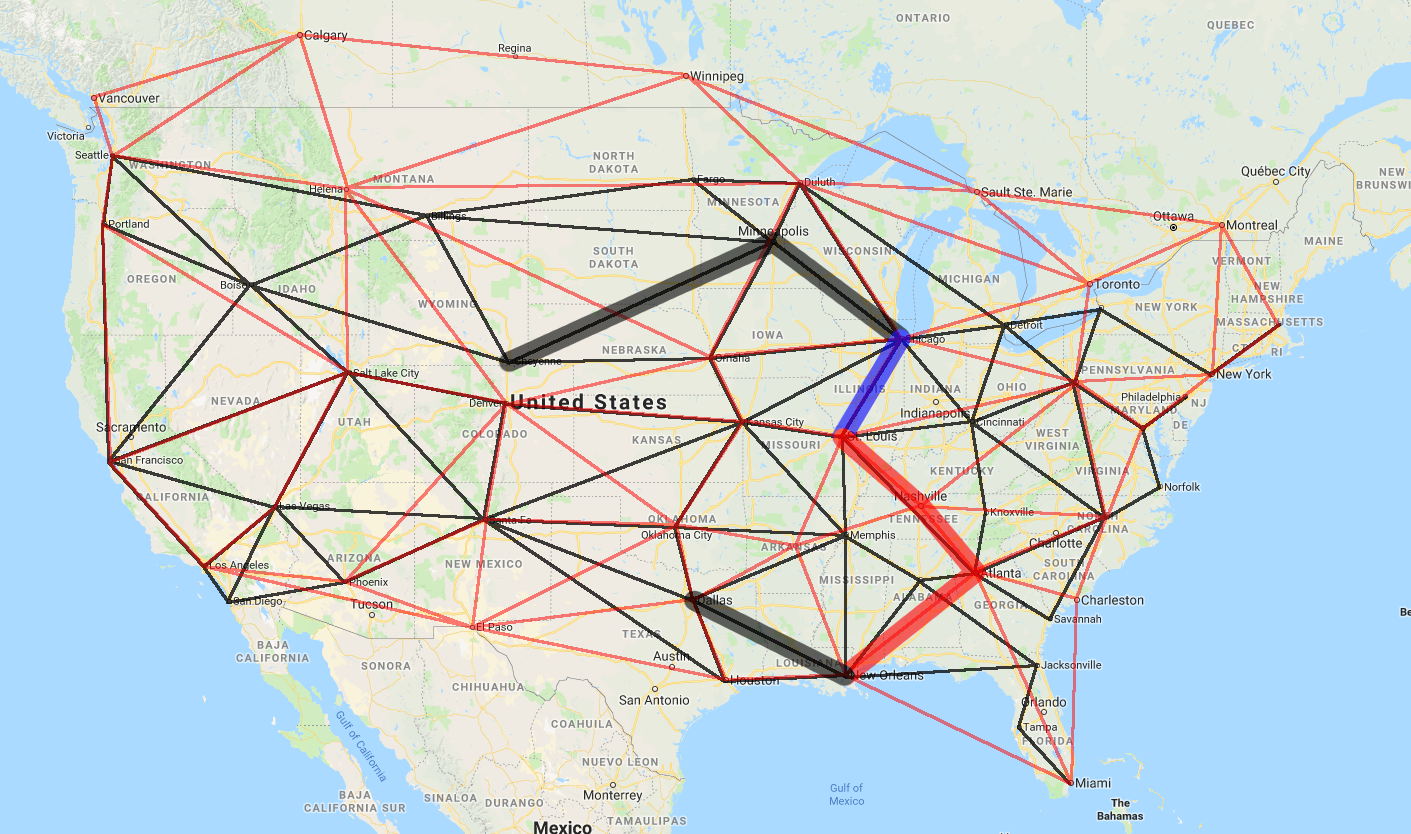 ONTARIO
QUEBEC
Calgary
Regina
Winnipeg
Vancouver
Victoria
Seattle
WASHINGTON
NORTH
DAKOTA
Helena
MONTANA
Fargo
Duluth
Sault Ste. Marie
Québec City
NEW
BRUNSWI
MINNESOTA
Ottawa
Montreal
Portland
Billings
Minneapolis
MAINE
SOUTH
DAKOTA
WISCONSIN
VERMONT
OREGON
Boise
IDAHO
MICHIGAN
Toronto
NEW
HAMPSHIRE
WYOMING
NEW YORK
MASSACHUSETTS
Detroit
IOWA
Chicago
CT
RI
NEBRASKA
Cheyenne
Omaha
Salt Lake City
PENNSYLVANIA
New York
ILLINOIS
INDIANA
OHIO
NEVADA
Denver
United States
Philadelphia
NJ
MARYLAND
Indianapolis
Sacramento
UTAH
Kansas City
Cincinnati
DE
COLORADO
KANSAS
MISSOURI
St. Louis
WEST
VIRGINIA
San Francisco
KENTUCKY
VIRGINIA
Norfolk
CALIFORNIA
Nashville
Las Vegas
TENNESSEE
Knoxville
Santa Fe
OKLAHOMA
NORTH
CAROLINA
Oklahoma City
Memphis
Charlotte
ARKANSAS
ARIZONA
NEW MEXICO
Los Angeles
SOUTH
CAROLINA
Atlanta
Phoenix
MISSISSIPPI
San Diego
Tucson
Dallas
ALABAMA
GEORGIA
Charleston
Savannah
Be
El Paso
TEXAS
BAJA
CALIFORNIA
SONORA
Austin
LOUISIANA
Jacksonville
New Orleans
Houston
CHIHUAHUA
San Antonio
Orlando
Gulf of California
COAHUILA
Tampa
FLORIDA
NUEVO LEON
Miami
Gulf of
Mexico
Monterrey
BAJA
CALIFORNIA SUR
SINALOA
DURANGO
The
Bahamas
TAMAULIPAS
Mexico